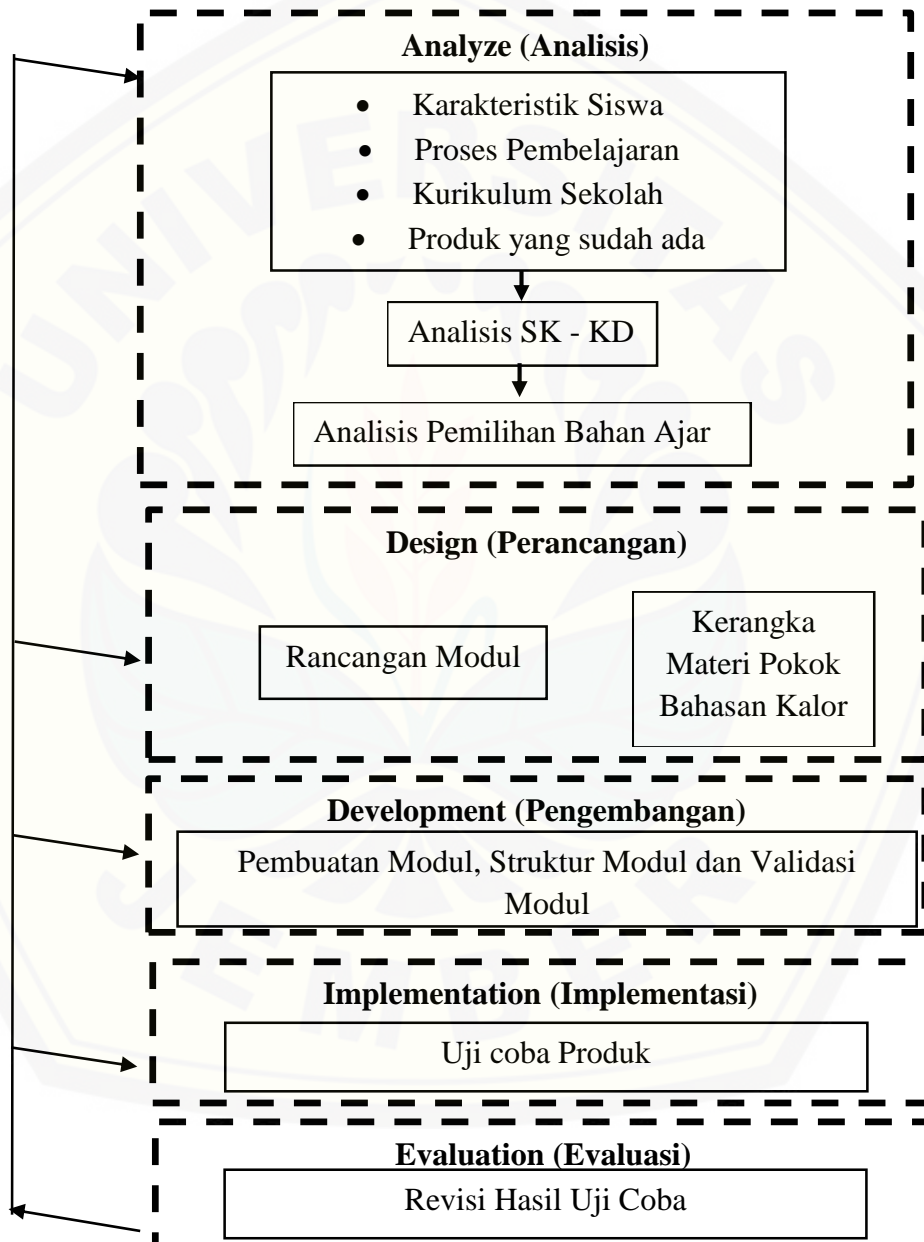 UNIVERSITAS
JEMBER
Analyze (Analisis)
• Karakteristik Siswa
• Proses Pembelajaran
• Kurikulum Sekolah
• Produk yang sudah ada
Analisis SK - KD
Analisis Pemilihan Bahan Ajar
Design (Perancangan)
Rancangan Modul
Kerangka
Materi Pokok
Bahasan Kalor
Development (Pengembangan)
Pembuatan Modul, Struktur Modul dan Validasi
Modul
Implementation (Implementasi)
Uji coba Produk
Evaluation (Evaluasi)
Revisi Hasil Uji Coba